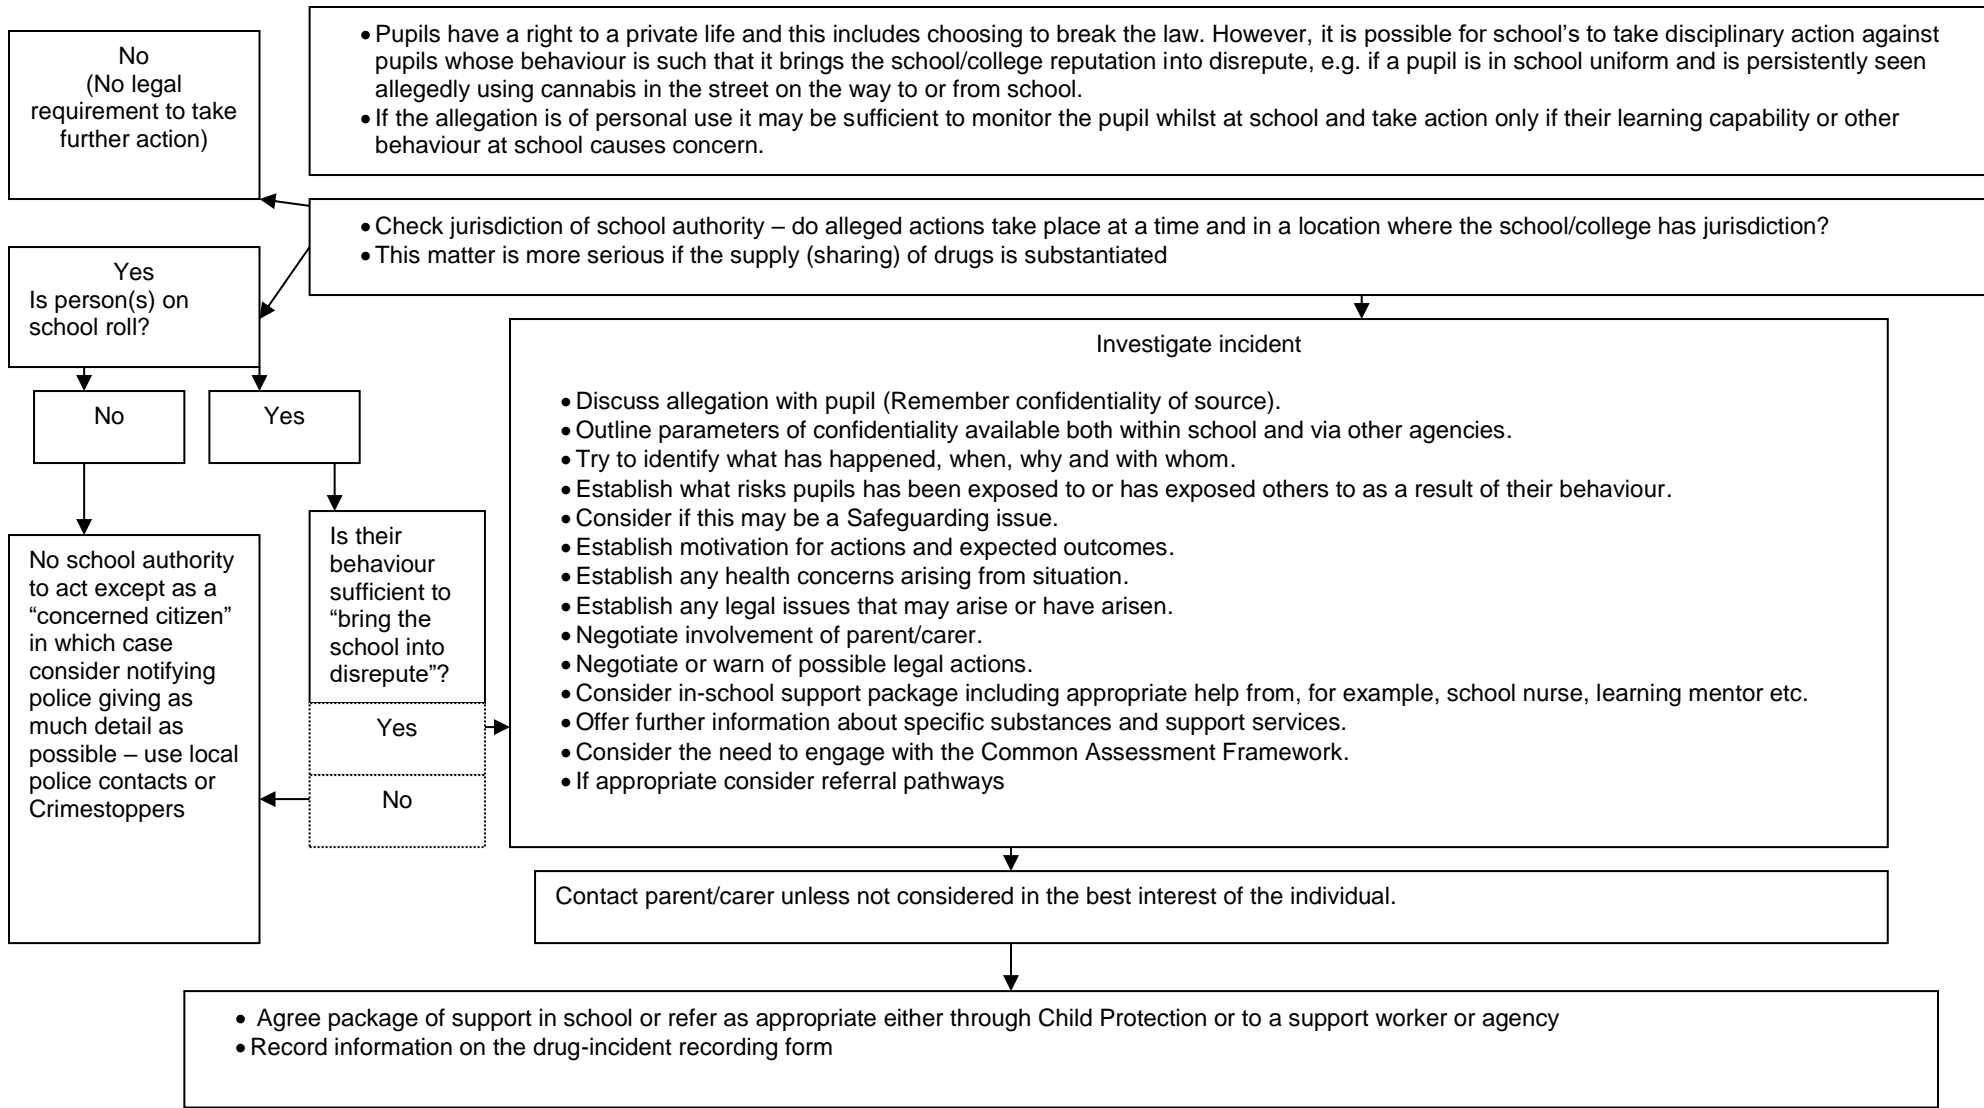 No
(No legal
requirement to take
further action)
• Pupils have a right to a private life and this includes choosing to break the law. However, it is possible for school’s to take disciplinary action against
pupils whose behaviour is such that it brings the school/college reputation into disrepute, e.g. if a pupil is in school uniform and is persistently seen
allegedly using cannabis in the street on the way to or from school.
• If the allegation is of personal use it may be sufficient to monitor the pupil whilst at school and take action only if their learning capability or other
behaviour at school causes concern.
• Check jurisdiction of school authority – do alleged actions take place at a time and in a location where the school/college has jurisdiction?
• This matter is more serious if the supply (sharing) of drugs is substantiated
Yes
Is person(s) on
school roll?
No
Yes
No school authority
to act except as a
“concerned citizen”
in which case
consider notifying
police giving as
much detail as
possible – use local
police contacts or
Crimestoppers
Is their
behaviour
sufficient to
“bring the
school into
disrepute”?
Yes
No
Investigate incident
• Discuss allegation with pupil (Remember confidentiality of source).
• Outline parameters of confidentiality available both within school and via other agencies.
• Try to identify what has happened, when, why and with whom.
• Establish what risks pupils has been exposed to or has exposed others to as a result of their behaviour.
• Consider if this may be a Safeguarding issue.
• Establish motivation for actions and expected outcomes.
• Establish any health concerns arising from situation.
• Establish any legal issues that may arise or have arisen.
• Negotiate involvement of parent/carer.
• Negotiate or warn of possible legal actions.
• Consider in-school support package including appropriate help from, for example, school nurse, learning mentor etc.
• Offer further information about specific substances and support services.
• Consider the need to engage with the Common Assessment Framework.
• If appropriate consider referral pathways
Contact parent/carer unless not considered in the best interest of the individual.
• Agree package of support in school or refer as appropriate either through Child Protection or to a support worker or agency
• Record information on the drug-incident recording form